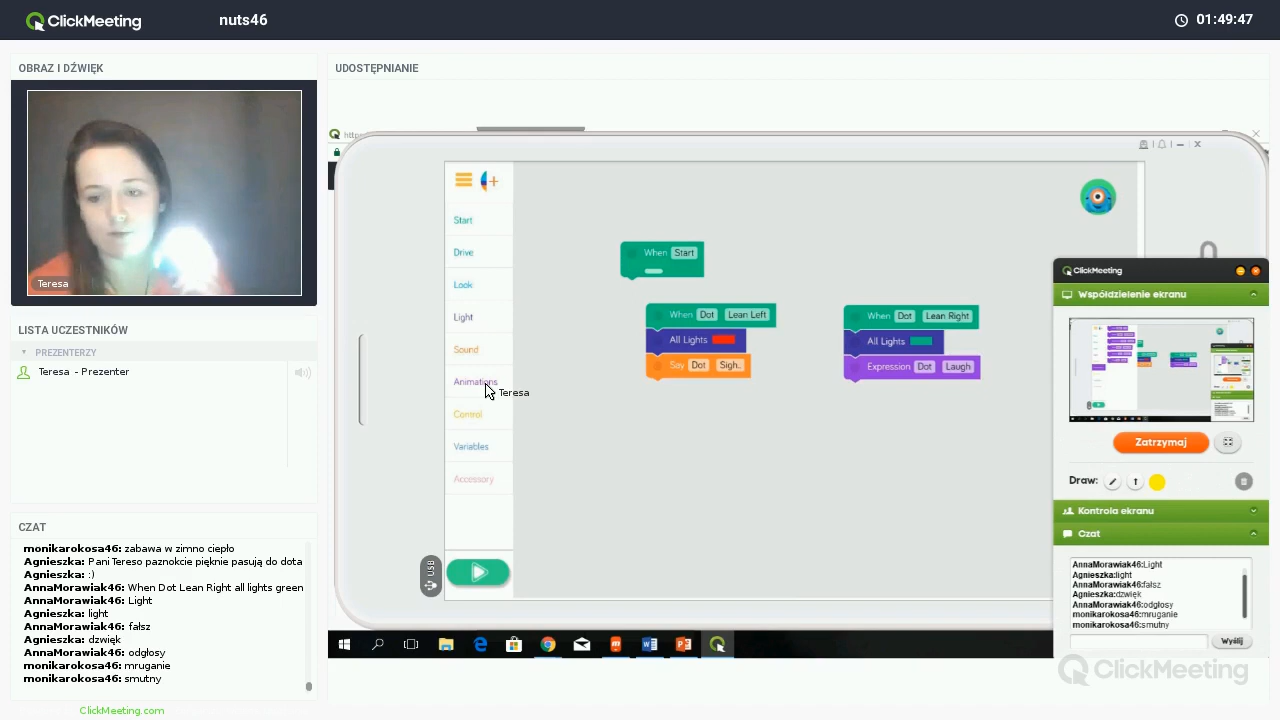 ClickMeeting
nuts46
01:49:47
OBRAZ I DŹWIĘK
UDOSTĘPNIANIE
Teresa
LISTA UCZESTNIKÓW
PREZENTERZY
Teresa - Prezenter
CZAT
monikarokosa46: zabawa w zimno ciepło
Agnieszka: Pani Tereso paznokcie pięknie pasują do dota
Agnieszka: :)
AnnaMorawiak46: When Dot Lean Right all lights green
AnnaMorawiak46: Light
Agnieszka: light
AnnaMorawiak46: fałsz
Agnieszka: dzwięk
AnnaMorawiak46: odgłosy
monikarokosa46: mruganie
monikarokosa46: smutny
ClickMeeting.com
Start
Drive
Look
Light
Sound
Animations
Teresa
Control
Variables
Accessory
USB
When Start
When Dot Lean Left
All Lights
Say Dot Sigh.
When Dot Lean Right
All Lights
Expression Dot Laugh
ClickMeeting
Współdzielenie ekranu
Zatrzymaj
Draw:
Kontrola ekranu
Czat
AnnaMorawiak46:Light
Agnieszka:light
AnnaMorawiak46:fałsz
Agnieszka:dzwięk
AnnaMorawiak46:odgłosy
monikarokosa46:mruganie
monikarokosa46:smutny
Wyślij
ClickMeeting